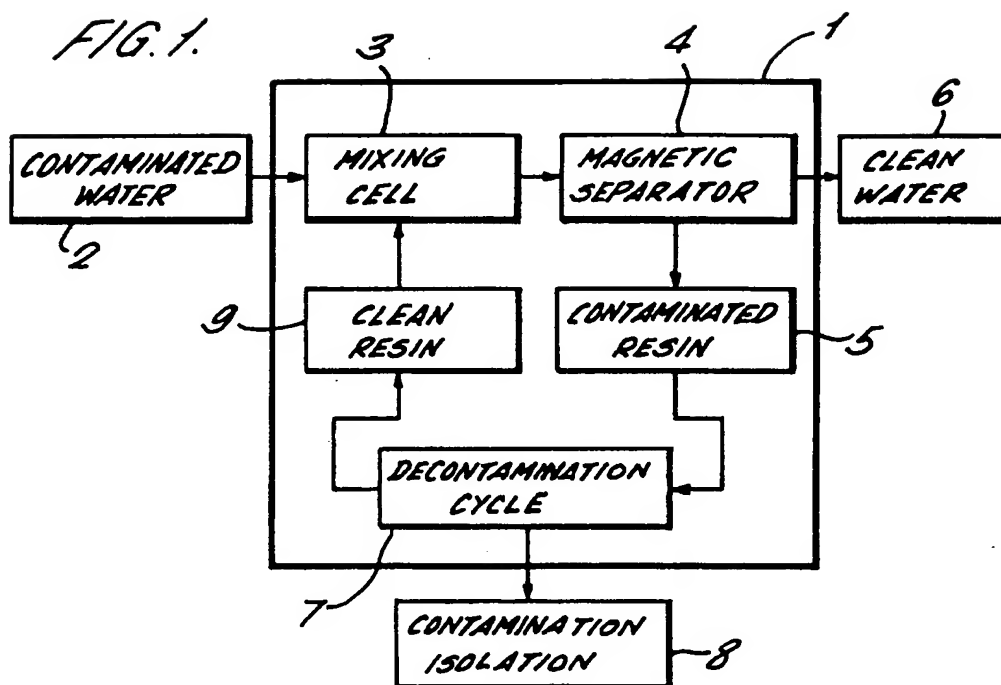 FIG. 1.
1
3
4
6
CONTAMINATED
WATER
2
MIXING
CELL
MAGNETIC
SEPARATOR
CLEAN
WATER
9
CLEAN
RESIN
CONTAMINATED
RESIN
5
DECONTAMINATION
CYCLE
7
CONTAMINATION
ISOLATION
8